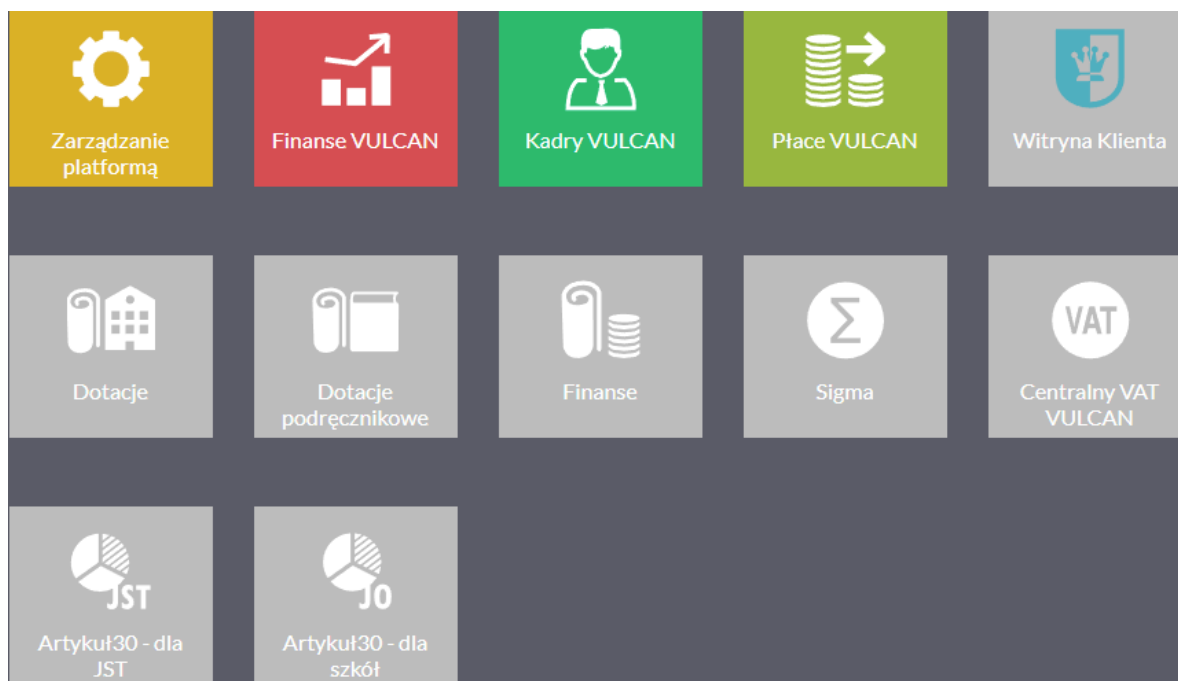 Zarządzanie
platformą
Finanse VULCAN
Kadry VULCAN
Płace VULCAN
Witryna Klienta
Dotacje
Dotacje
podręcznikowe
Finanse
Σ
Sigma
VAT
Centralny VAT
VULCAN
JST
Artykuł30 - dla
JST
JO
Artykuł30 - dla
szkół